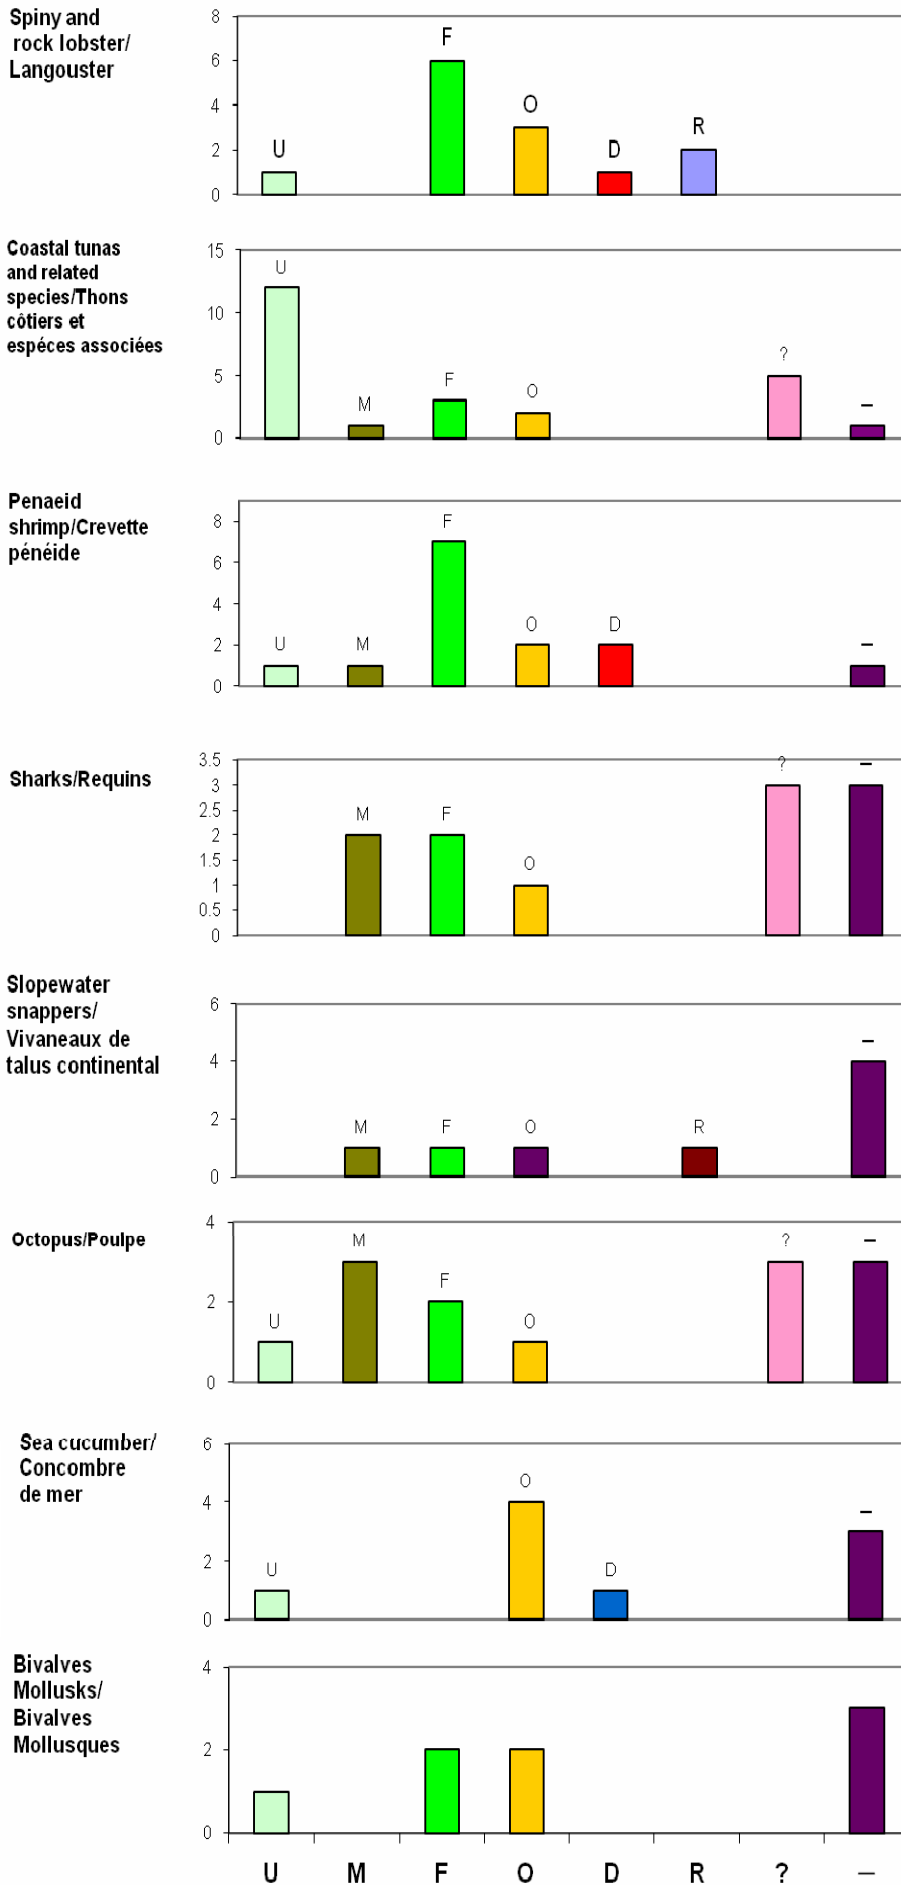 Spiny and
rock lobster/
Langouster
8
6
4
2
0
U
F
O
D
R
Coastal tunas
and related
species/Thons
côtiers et
espéces associées
15
10
5
0
U
M
F
O
?
–
Penaeid
shrimp/Crevette
pénéide
8
6
4
2
0
U
M
F
O
D
–
Sharks/Requins
3.5
3
2.5
2
1.5
1
0.5
0
M
F
O
?
–
Slopewater
snappers/
Vivaneaux de
talus continental
6
4
2
0
M
F
O
R
–
Octopus/Poulpe
4
2
0
U
M
F
O
?
–
Sea cucumber/
Concombre
de mer
6
4
2
0
U
O
D
–
Bivalves
Mollusks/
Bivalves
Mollusques
4
2
0
U M F O D R ? –